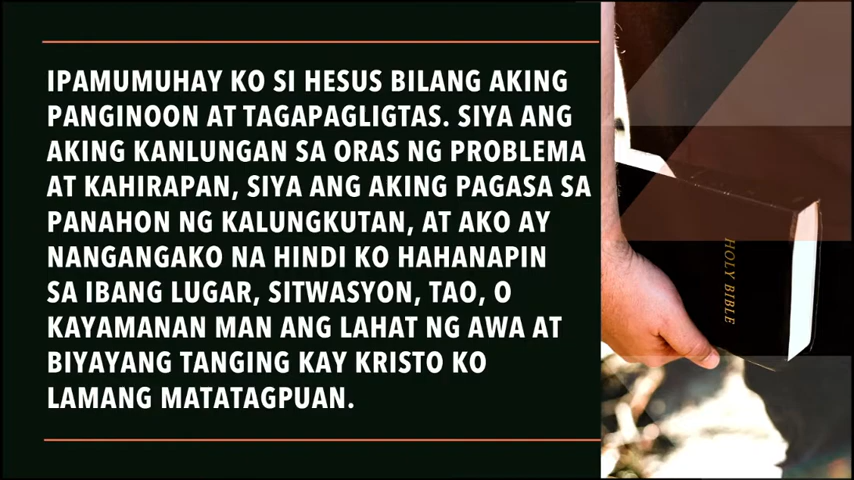 IPAMUMUHAY KO SI HESUS BILANG AKING
PANGINOON AT TAGAPAGLIGTAS. SIYA ANG
AKING KANLUNGAN SA ORAS NG PROBLEMA
AT KAHIRAPAN, SIYA ANG AKING PAGASA SA
PANAHON NG KALUNGKUTAN, AT AKO AY
NANGANGAKO NA HINDI KO HAHANAPIN
SA IBANG LUGAR, SITWASYON, TAO, O
KAYAMANAN MAN ANG LAHAT NG AWA AT
BIYAYANG TANGING KAY KRISTO KO
LAMANG MATATAGPUAN.
HOLY BIBLE